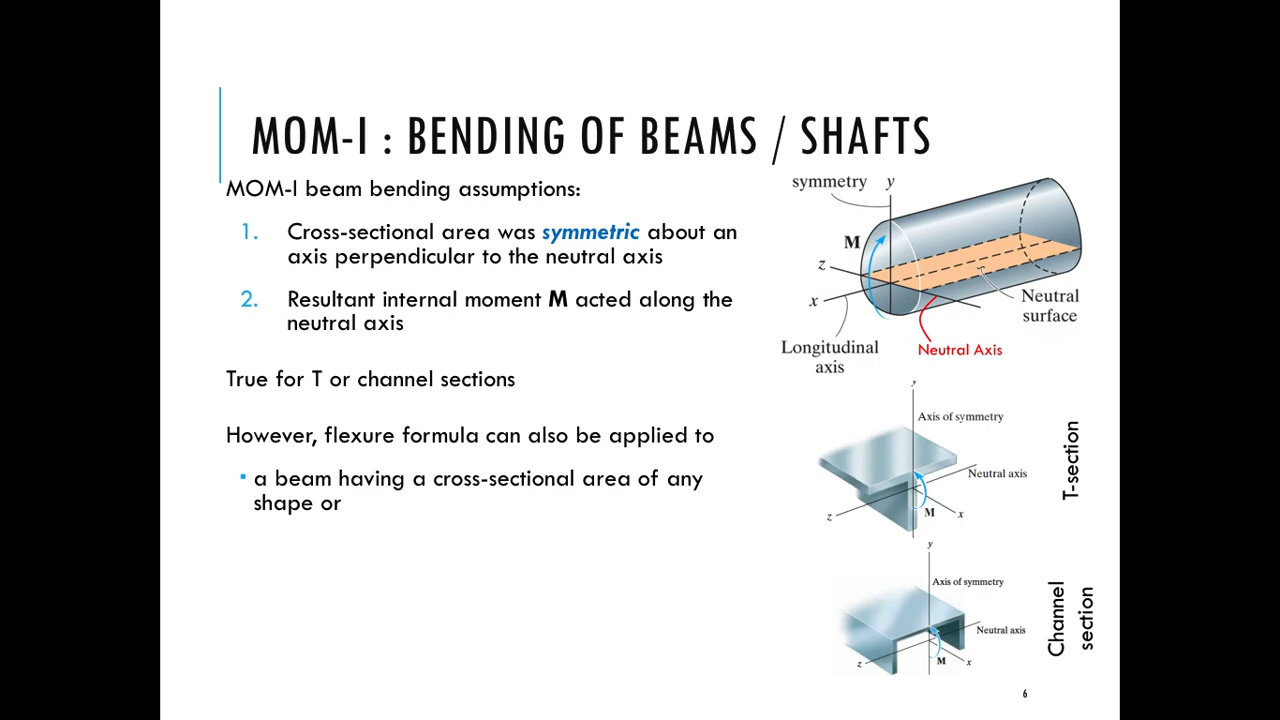 MOM-I : BENDING OF BEAMS / SHAFTS
MOM-I beam bending assumptions:
1. Cross-sectional area was symmetric about an
axis perpendicular to the neutral axis
2. Resultant internal moment M acted along the
neutral axis
True for T or channel sections
However, flexure formula can also be applied to
▪ a beam having a cross-sectional area of any
shape or
symmetry y
M
z
x
Neutral
surface
Longitudinal
axis
Neutral Axis
y
Axis of symmetry
Neutral axis
z
M
x
T-section
y
Axis of symmetry
Neutral axis
z
M
x
Channel
section
6